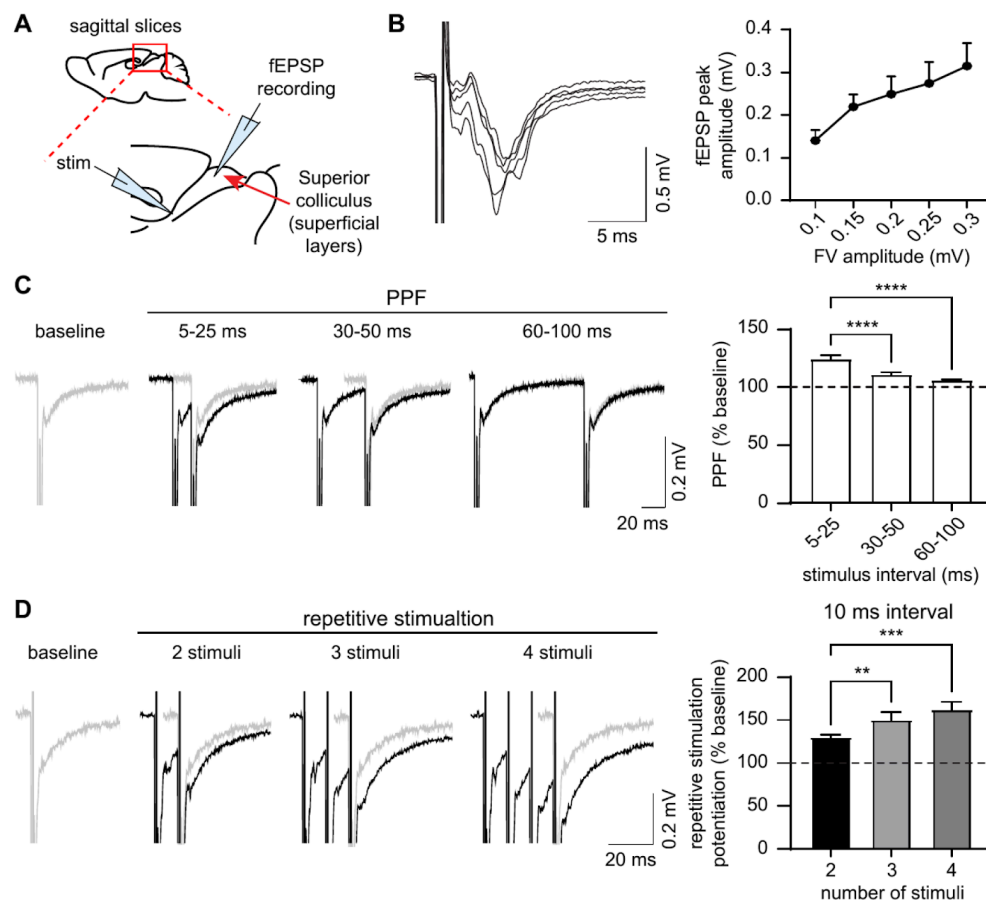 A
sagittal slices
fEPSP
recording
stim
Superior
colliculus
(superficial
layers)
B
0.5 mV
5 ms
fEPSP peak
amplitude (mV)
0.4
0.3
0.2
0.1
0.0
0.1
0.15
0.2
0.25
0.3
FV amplitude (mV)
C
PPF
baseline
5-25 ms
30-50 ms
60-100 ms
0.2 mV
20 ms
PPF (% baseline)
150
100
50
0
****
****
5-25
30-50
60-100
stimulus interval (ms)
D
repetitive stimualtion
baseline
2 stimuli
3 stimuli
4 stimuli
0.2 mV
20 ms
10 ms interval
repetitive stimulation
potentiation (% baseline)
200
150
100
50
0
***
**
2
3
4
number of stimuli